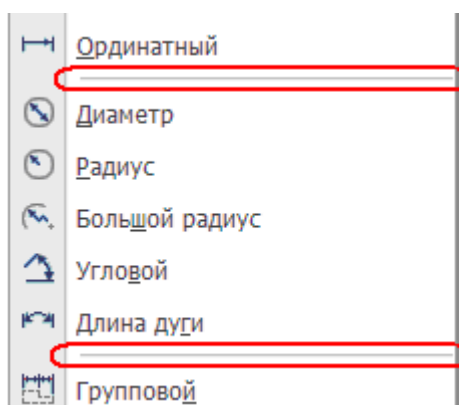 Ординатный
Диаметр
Радиус
Большой радиус
Угловой
Длина дуги
Групповой